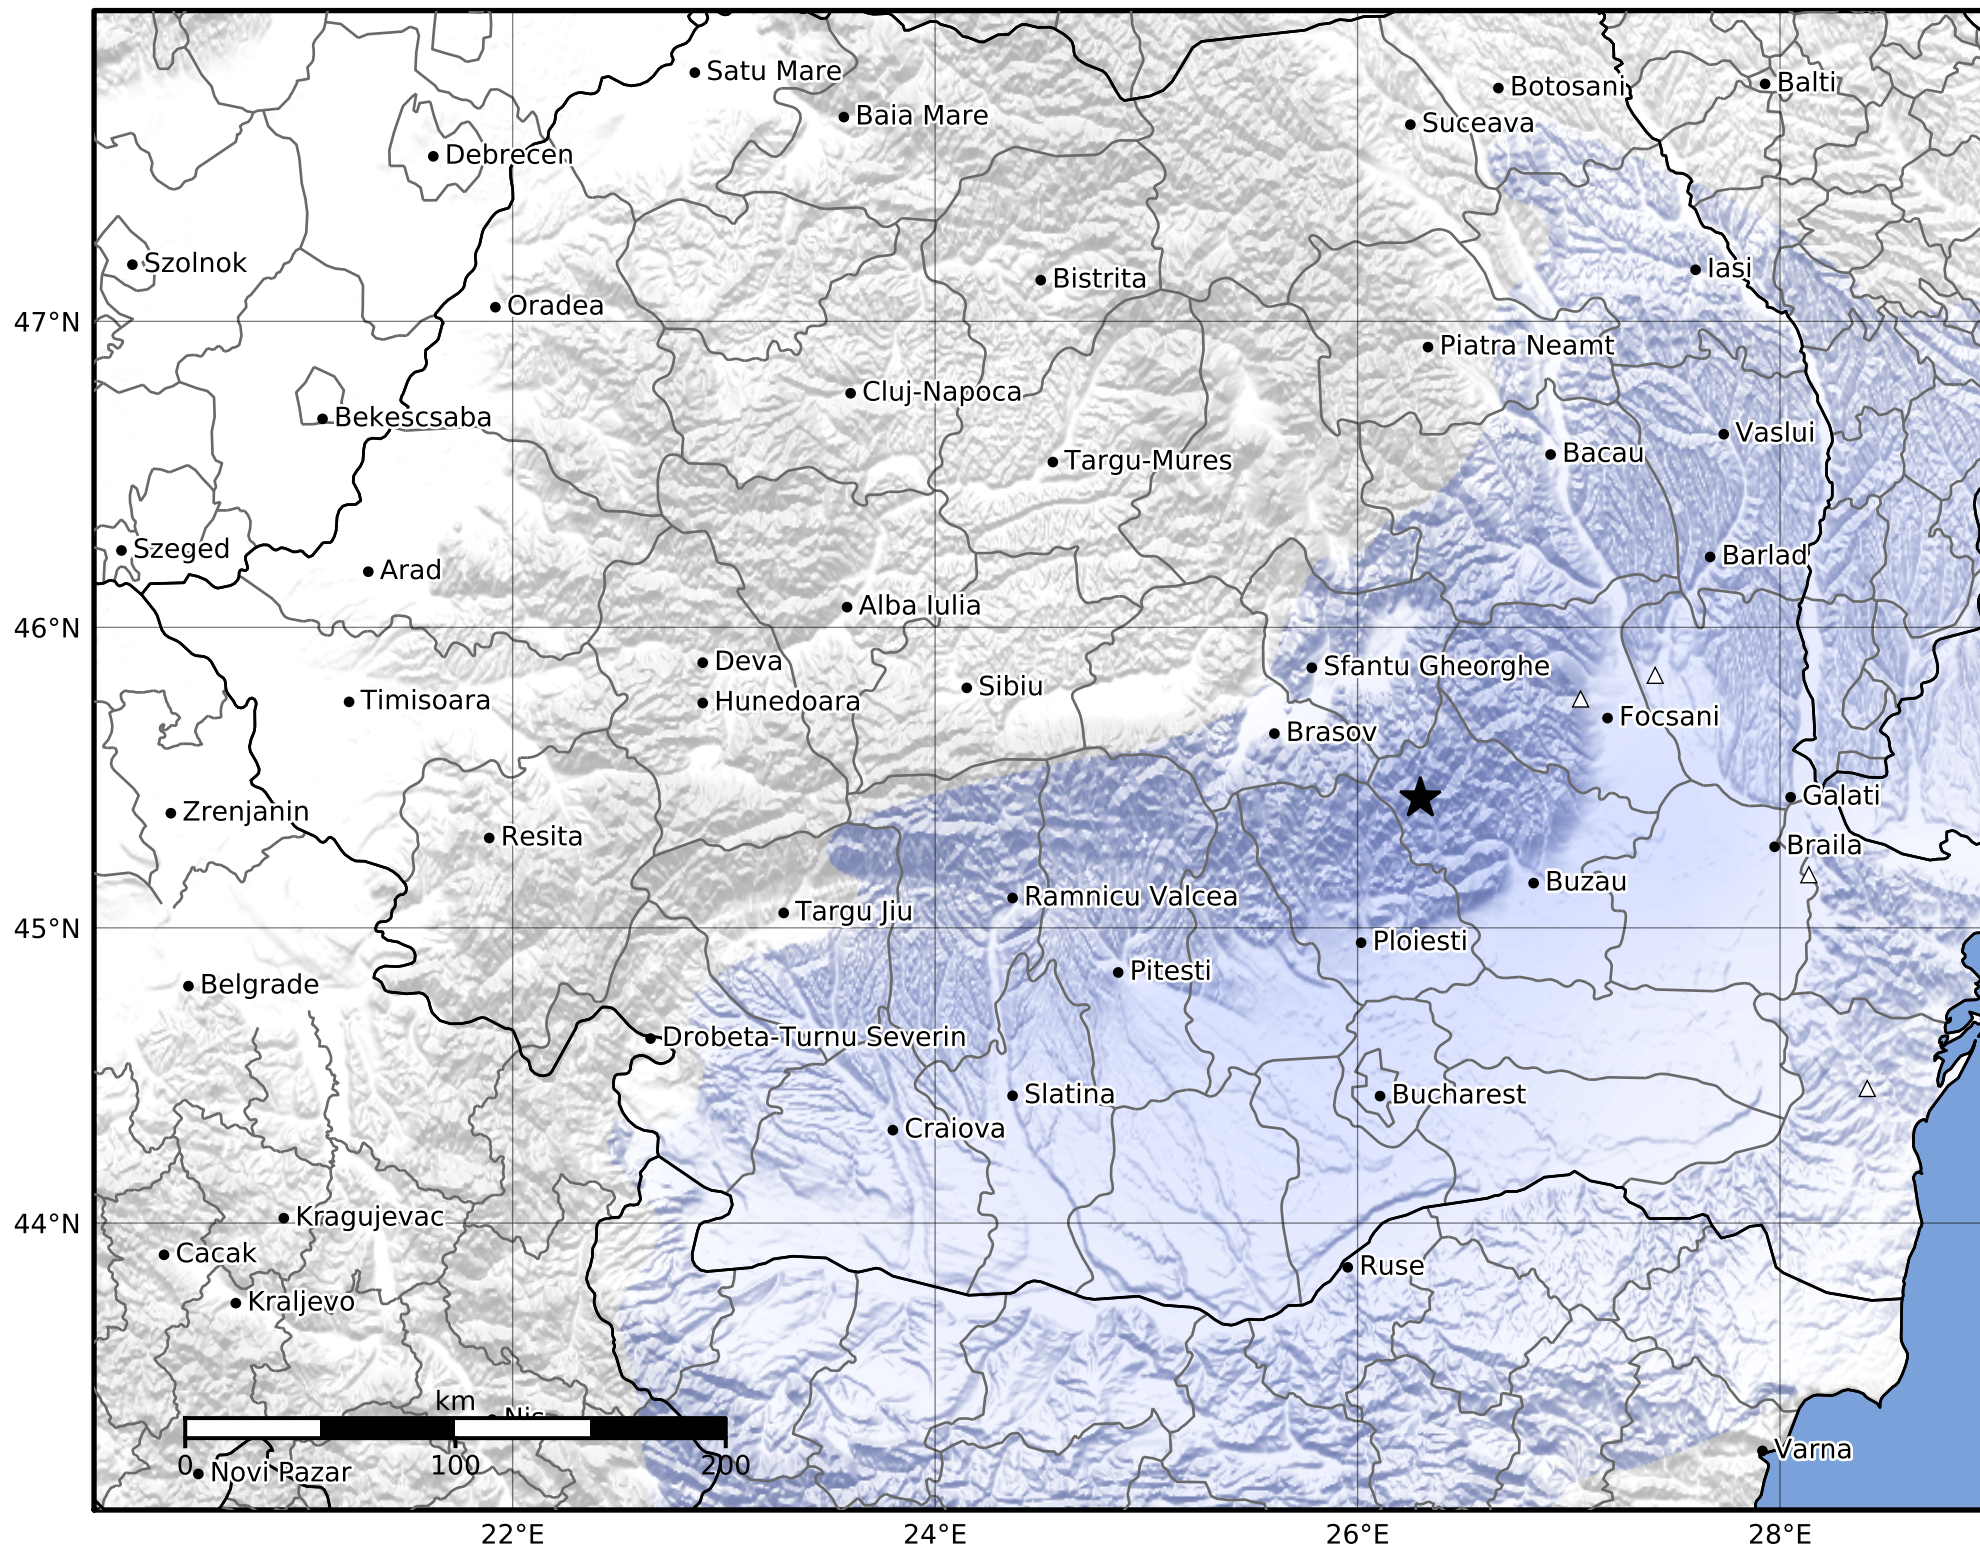 Satu Mare
Botosani
Balti
Baia Mare
Suceava
Debrecen
Szolnok
Iasi
Bistrita
Oradea
47°N
Piatra Neamt
Cluj-Napoca
Bekescsaba
Vaslui
Bacau
Targu-Mures
Szeged
Barlad
Arad
Alba Iulia
46°N
Deva
Sfantu Gheorghe
Sibiu
Timisoara
Hunedoara
Focsani
Brasov
Galati
Zrenjanin
Resita
Braila
Buzau
Ramnicu Valcea
Targu Jiu
45°N
Ploiesti
Pitesti
Belgrade
Drobeta-Turnu Severin
Slatina
Bucharest
Craiova
Kragujevac
44°N
Cacak
Ruse
Kraljevo
km
Nis
Varna
0 100 200
Novi Pazar
22°E 24°E 26°E 28°E